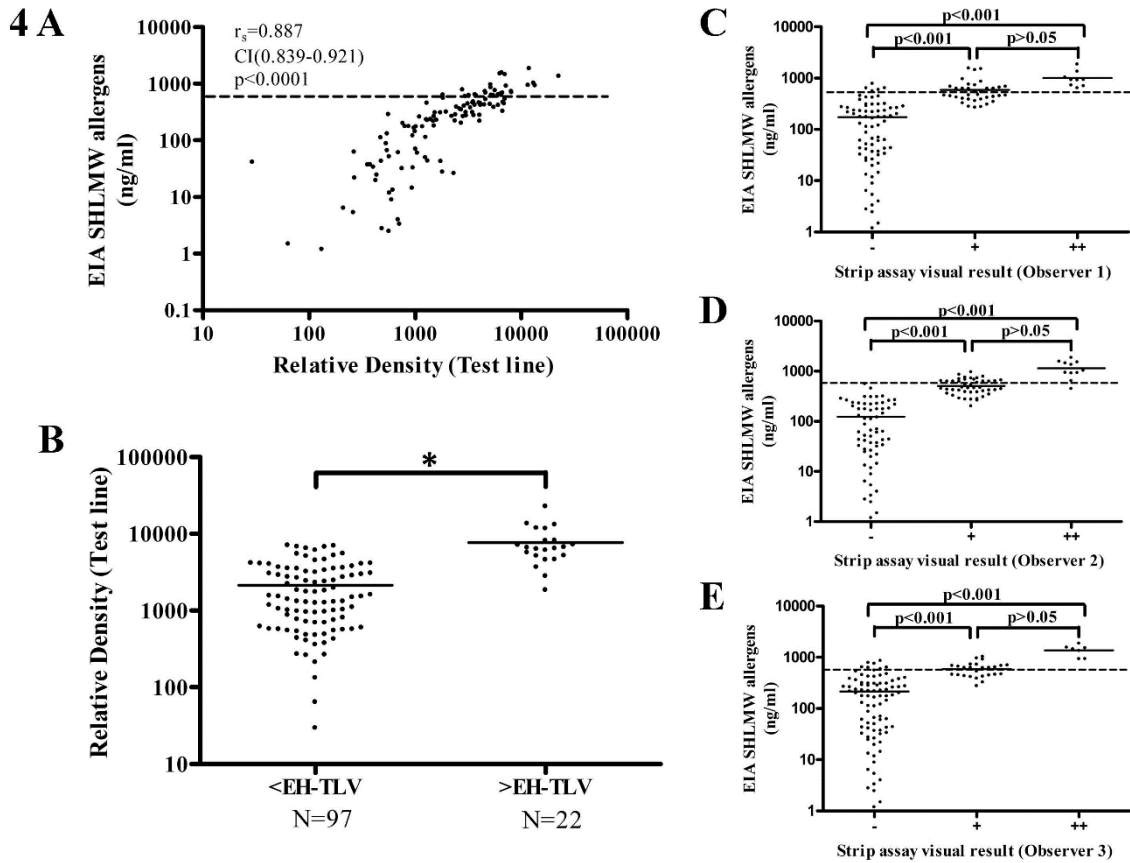 4 A
r_s=0.887
CI(0.839-0.921)
p<0.0001
EIA SHLMW allergens
(ng/ml)
10000
1000
100
10
1
0.1
10 100 1000 10000 100000
Relative Density (Test line)
B
Relative Density (Test line)
100000
10000
1000
100
10
*
<EH-TLV >EH-TLV
N=97 N=22
C
p<0.001
p<0.001 p>0.05
EIA SHLMW allergens
(ng/ml)
10000
1000
100
10
1
- + ++
Strip assay visual result (Observer 1)
D
p<0.001
p<0.001 p>0.05
EIA SHLMW allergens
(ng/ml)
10000
1000
100
10
1
- + ++
Strip assay visual result (Observer 2)
E
p<0.001
p<0.001 p>0.05
EIA SHLMW allergens
(ng/ml)
10000
1000
100
10
1
- + ++
Strip assay visual result (Observer 3)